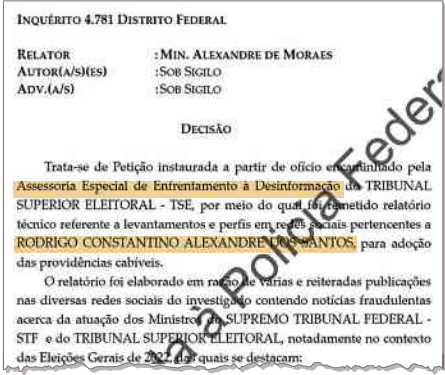 INQUÉRITO 4.781 DISTRITO FEDERAL
RELATOR : MIN. ALEXANDRE DE MORAES
AUTOR(A/S)(ES) : SOB SIGILO
ADV.(A/S) : SOB SIGILO
DECISÃO
Trata-se de Petição instaurada a partir de ofício encaminhado pela
Assessoria Especial de Enfrentamento à Desinformação do TRIBUNAL
SUPERIOR ELEITORAL - TSE, por meio do qual foi remetido relatório
técnico referente a levantamentos e perfis em redes sociais pertencentes a
RODRIGO CONSTANTINO ALEXANDRE DOS SANTOS, para adoção
das providências cabíveis.
O relatório foi elaborado em razão de várias e reiteradas publicações
nas diversas redes sociais do investigado contendo notícias fraudulentas
acerca da atuação dos Ministros do SUPREMO TRIBUNAL FEDERAL -
STF e do TRIBUNAL SUPERIOR ELEITORAL, notadamente no contexto
das Eleições Gerais de 2022, das quais se destacam:
à Polícia Federa